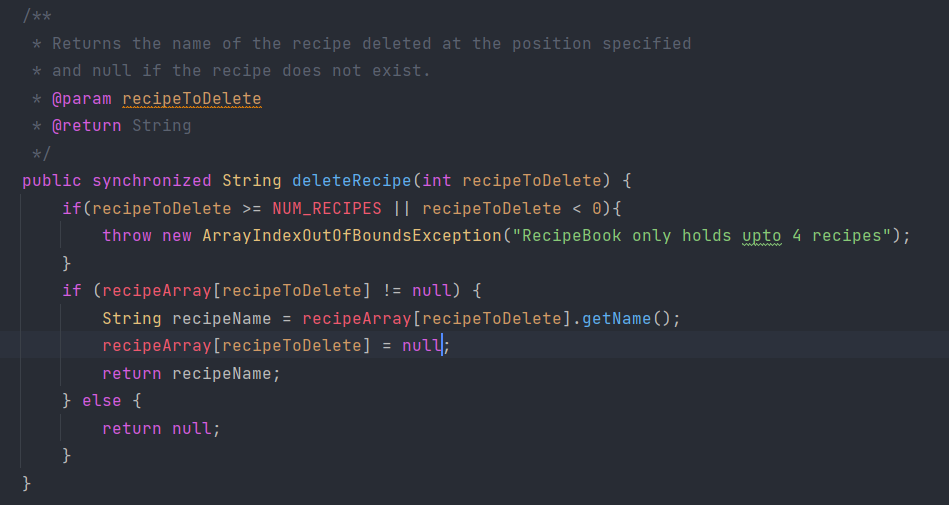 /**
 * Returns the name of the recipe deleted at the position specified
 * and null if the recipe does not exist.
 * @param recipeToDelete
 * @return String
 */
public synchronized String deleteRecipe(int recipeToDelete) {
    if(recipeToDelete >= NUM_RECIPES || recipeToDelete < 0){
        throw new ArrayIndexOutOfBoundsException("RecipeBook only holds upto 4 recipes");
    }
    if (recipeArray[recipeToDelete] != null) {
        String recipeName = recipeArray[recipeToDelete].getName();
        recipeArray[recipeToDelete] = null;
        return recipeName;
    } else {
        return null;
    }
}